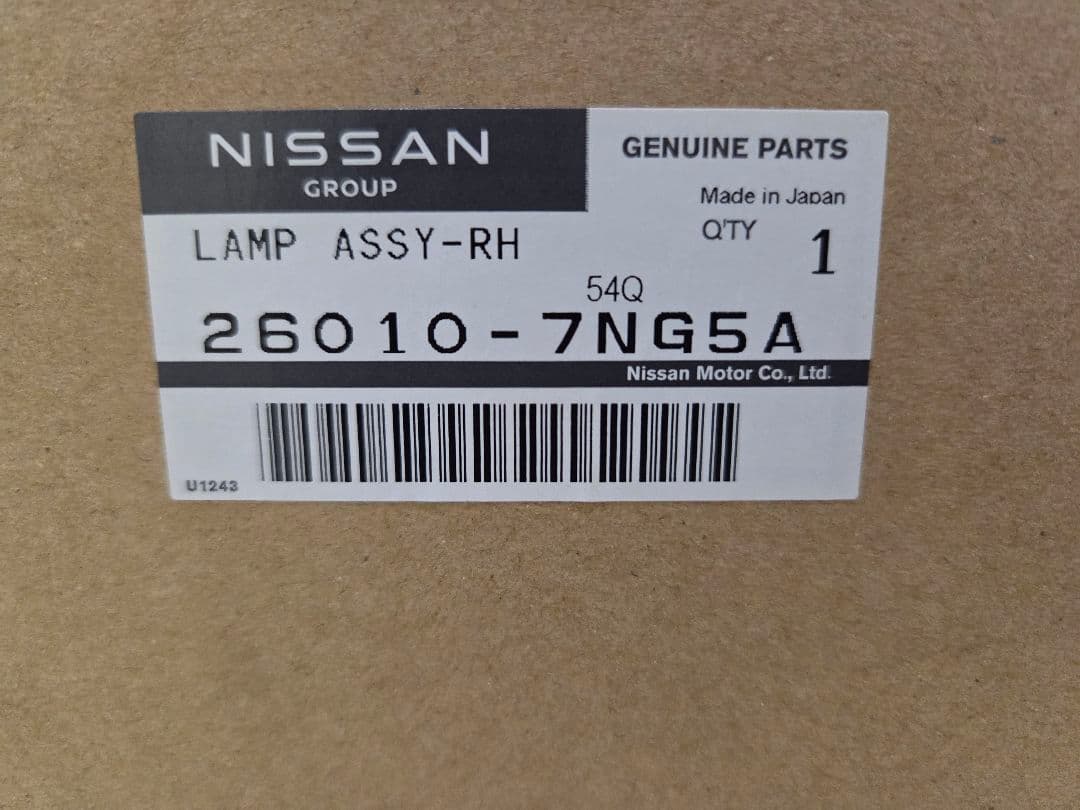 NISSAN
GROUP
GENUINE PARTS
Made in Japan
LAMP ASSY-RH
Q'TY 1
54Q
26010-7NG5A
Nissan Motor Co., Ltd.
U1243